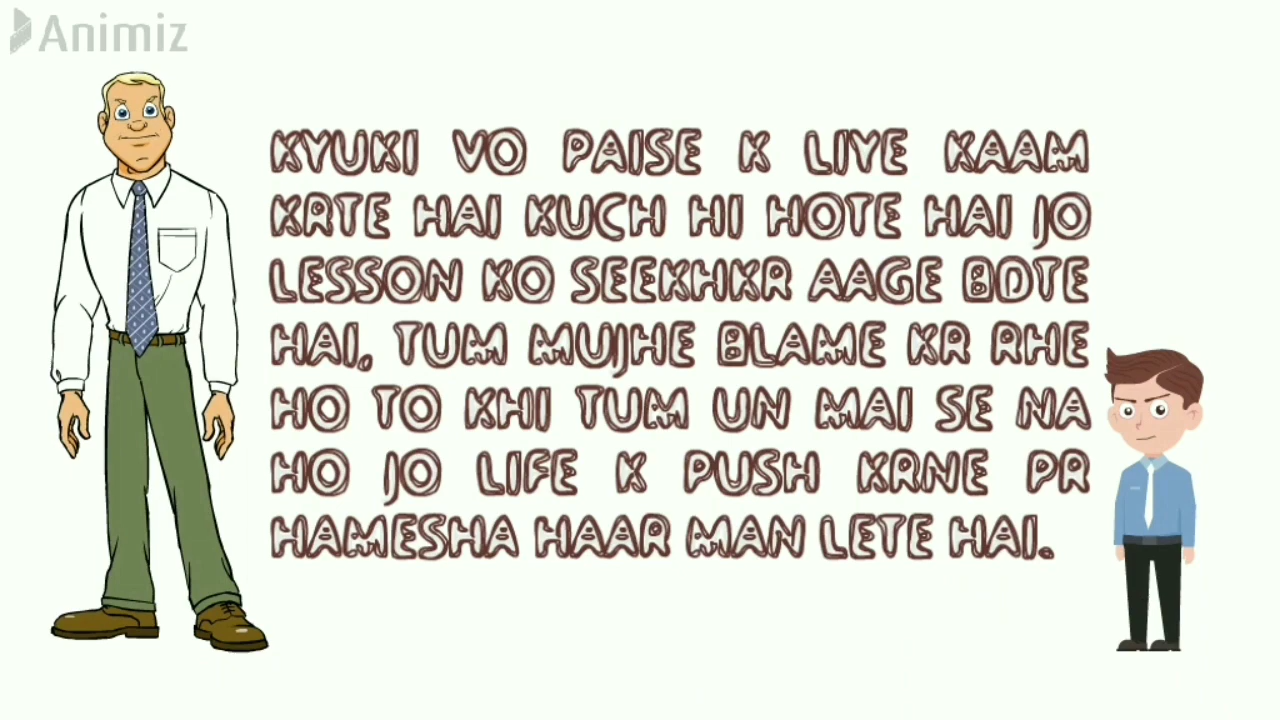 Animiz
KYUKI VO PAISE K LIYE KAAM
KRTE HAI KUCH HI HOTE HAI JO
LESSON KO SEEKHKR AAGE BDTE
HAI, TUM MUJHE BLAME KR RHE
HO TO KHI TUM UN MAI SE NA
HO JO LIFE K PUSH KRNE PR
HAMESHA HAAR MAN LETE HAI.